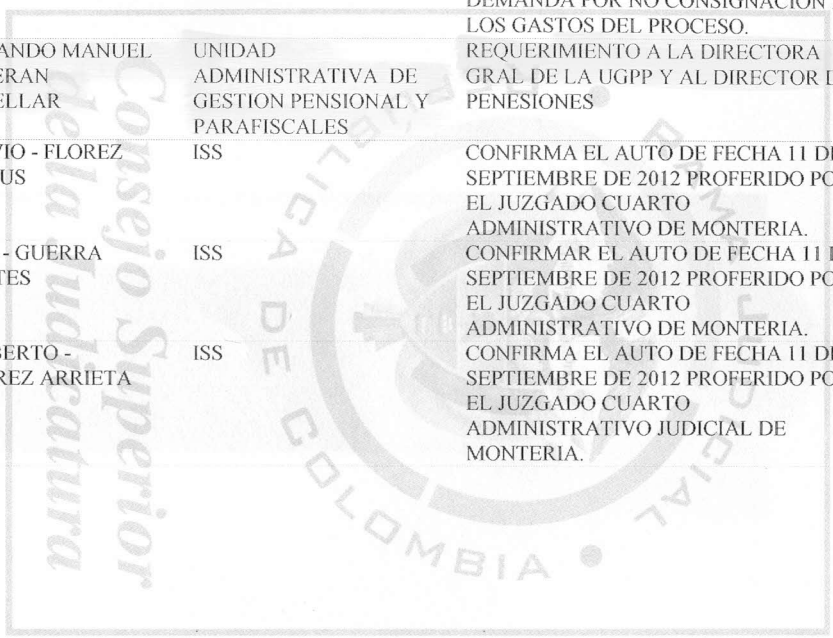 DEMANDA POR NO CONSIGNACION
LOS GASTOS DEL PROCESO.
ANDO MANUEL UNIDAD REQUERIMIENTO A LA DIRECTORA
ERAN ADMINISTRATIVA DE GRAL DE LA UGPP Y AL DIRECTOR D
ELLAR GESTION PENSIONAL Y PENESIONES
PARAFISCALES
VIO - FLOREZ ISS CONFIRMA EL AUTO DE FECHA 11 DE
US SEPTIEMBRE DE 2012 PROFERIDO PO
EL JUZGADO CUARTO
ADMINISTRATIVO DE MONTERIA.
- GUERRA ISS CONFIRMAR EL AUTO DE FECHA 11 D
TES SEPTIEMBRE DE 2012 PROFERIDO PO
EL JUZGADO CUARTO
ADMINISTRATIVO DE MONTERIA.
BERTO - ISS CONFIRMA EL AUTO DE FECHA 11 DE
REZ ARRIETA SEPTIEMBRE DE 2012 PROFERIDO PO
EL JUZGADO CUARTO
ADMINISTRATIVO JUDICIAL DE
MONTERIA.
Consejo Superior
de la Judicatura
REPÚBLICA DE COLOMBIA
RAMA JUDICIAL